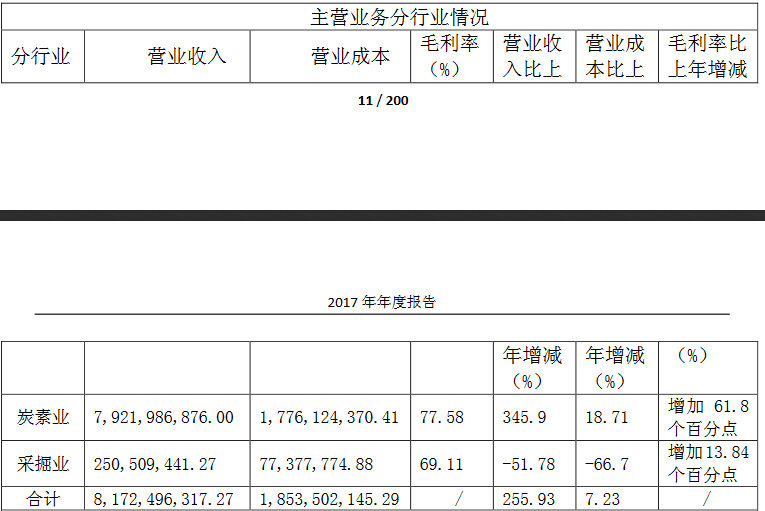 主营业务分行业情况
分行业 营业收入 营业成本 毛利率（%） 营业收入比上 营业成本比上 毛利率比上年增减
11 / 200
2017 年年度报告
年增减（%） 年增减（%） （%）
炭素业 7,921,986,876.00 1,776,124,370.41 77.58 345.9 18.71 增加 61.8 个百分点
采掘业 250,509,441.27 77,377,774.88 69.11 -51.78 -66.7 增加13.84 个百分点
合计 8,172,496,317.27 1,853,502,145.29 / 255.93 7.23 /